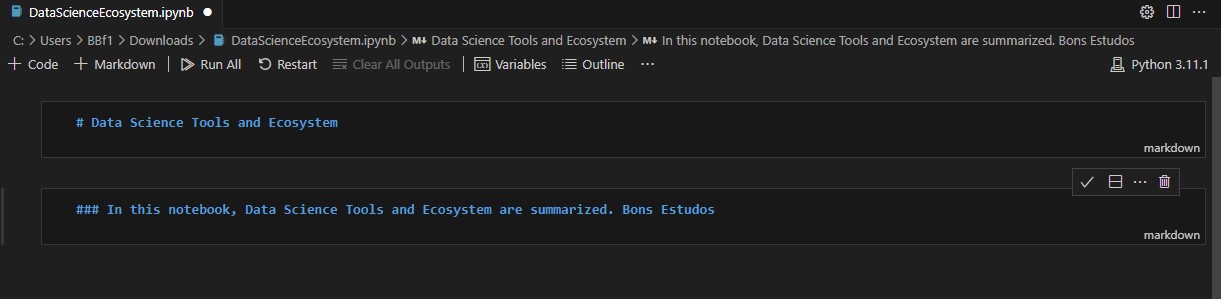 DataScienceEcosystem.ipynb
C: > Users > BBf1 > Downloads > DataScienceEcosystem.ipynb > M↓ Data Science Tools and Ecosystem > M↓ In this notebook, Data Science Tools and Ecosystem are summarized. Bons Estudos
+ Code + Markdown | Run All Restart Clear All Outputs | Variables Outline ... Python 3.11.1
# Data Science Tools and Ecosystem
markdown
### In this notebook, Data Science Tools and Ecosystem are summarized. Bons Estudos
markdown